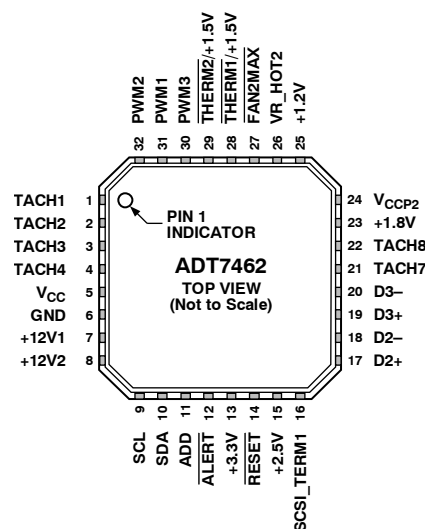 PWM2
PWM1
PWM3
THERM2/+1.5V
THERM1/+1.5V
FAN2MAX
VR_HOT2
+1.2V
32 31 30 29 28 27 26 25
TACH1 1
TACH2 2
TACH3 3
TACH4 4
VCC 5
GND 6
+12V1 7
+12V2 8
PIN 1
INDICATOR
ADT7462
TOP VIEW
(Not to Scale)
24 VCCP2
23 +1.8V
22 TACH8
21 TACH7
20 D3–
19 D3+
18 D2–
17 D2+
9 10 11 12 13 14 15 16
SCL
SDA
ADD
ALERT
+3.3V
RESET
+2.5V
SCSI_TERM1